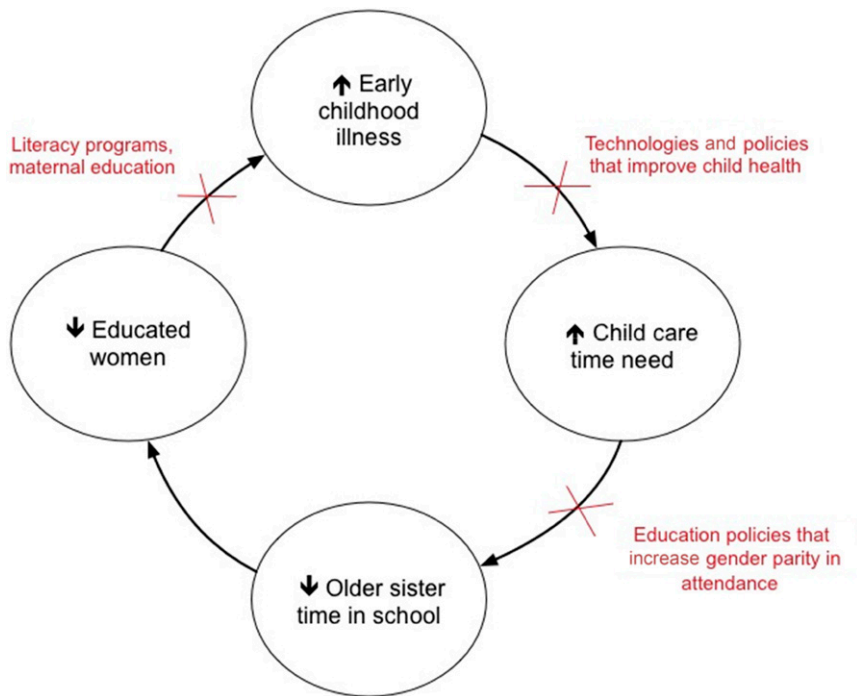 ↑ Early
childhood
illness
Literacy programs,
maternal education
Technologies and policies
that improve child health
↓ Educated
women
↑ Child care
time need
Education policies that
increase gender parity in
attendance
↓ Older sister
time in school